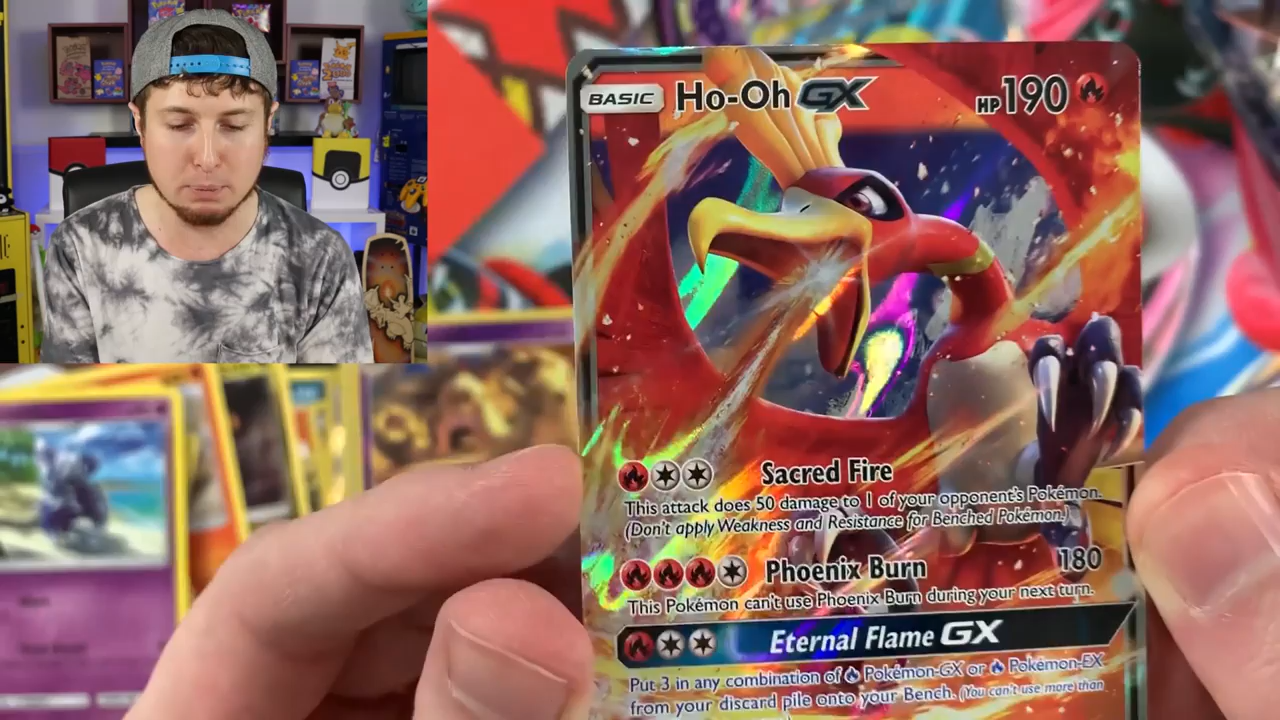 BASIC Ho-Oh GX HP190
Sacred Fire
This attack does 50 damage to 1 of your opponent's Pokémon.
(Don't apply Weakness and Resistance for Benched Pokémon.)
Phoenix Burn 180
This Pokémon can't use Phoenix Burn during your next turn.
Eternal Flame GX
Put 3 in any combination of Pokémon-GX or Pokémon-EX
from your discard pile onto your Bench. (You can't use more than